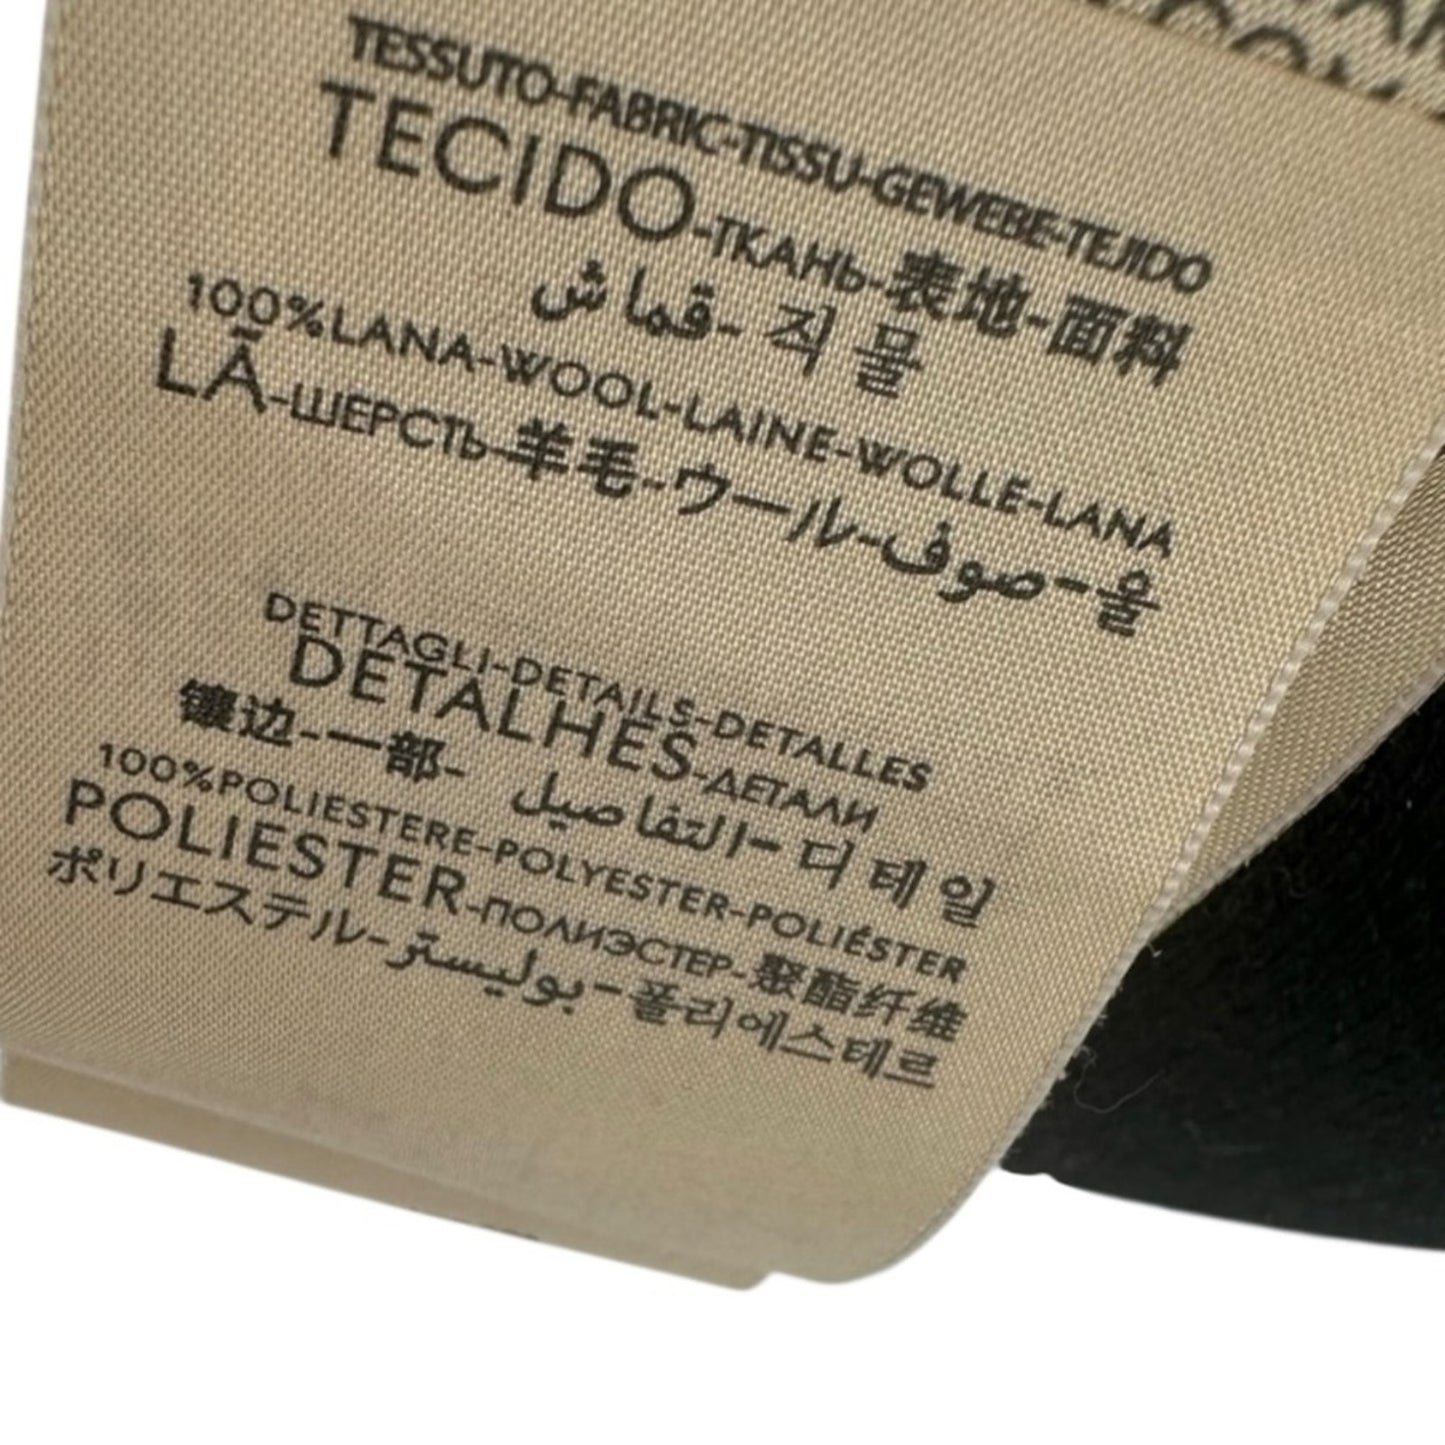 TESSUTO-FABRIC-TISSU-GEWEBE-TEJIDO
TECIDO-ТКАНЬ-表地-面料
قماش- 직물
100%LANA-WOOL-LAINE-WOLLE-LANA
LÃ-ШЕРСТЬ-羊毛-ウール-صوف-울
DETTAGLI-DETAILS-DETALLES
DETALHES-ДЕТАЛИ
镶边-一部- التفاصيل-디테일
100%POLIESTERE-POLYESTER-POLIÉSTER
POLIESTER-ПОЛИЭСТЕР-聚酯纤维
ポリエステル-بوليستر-폴리에스테르